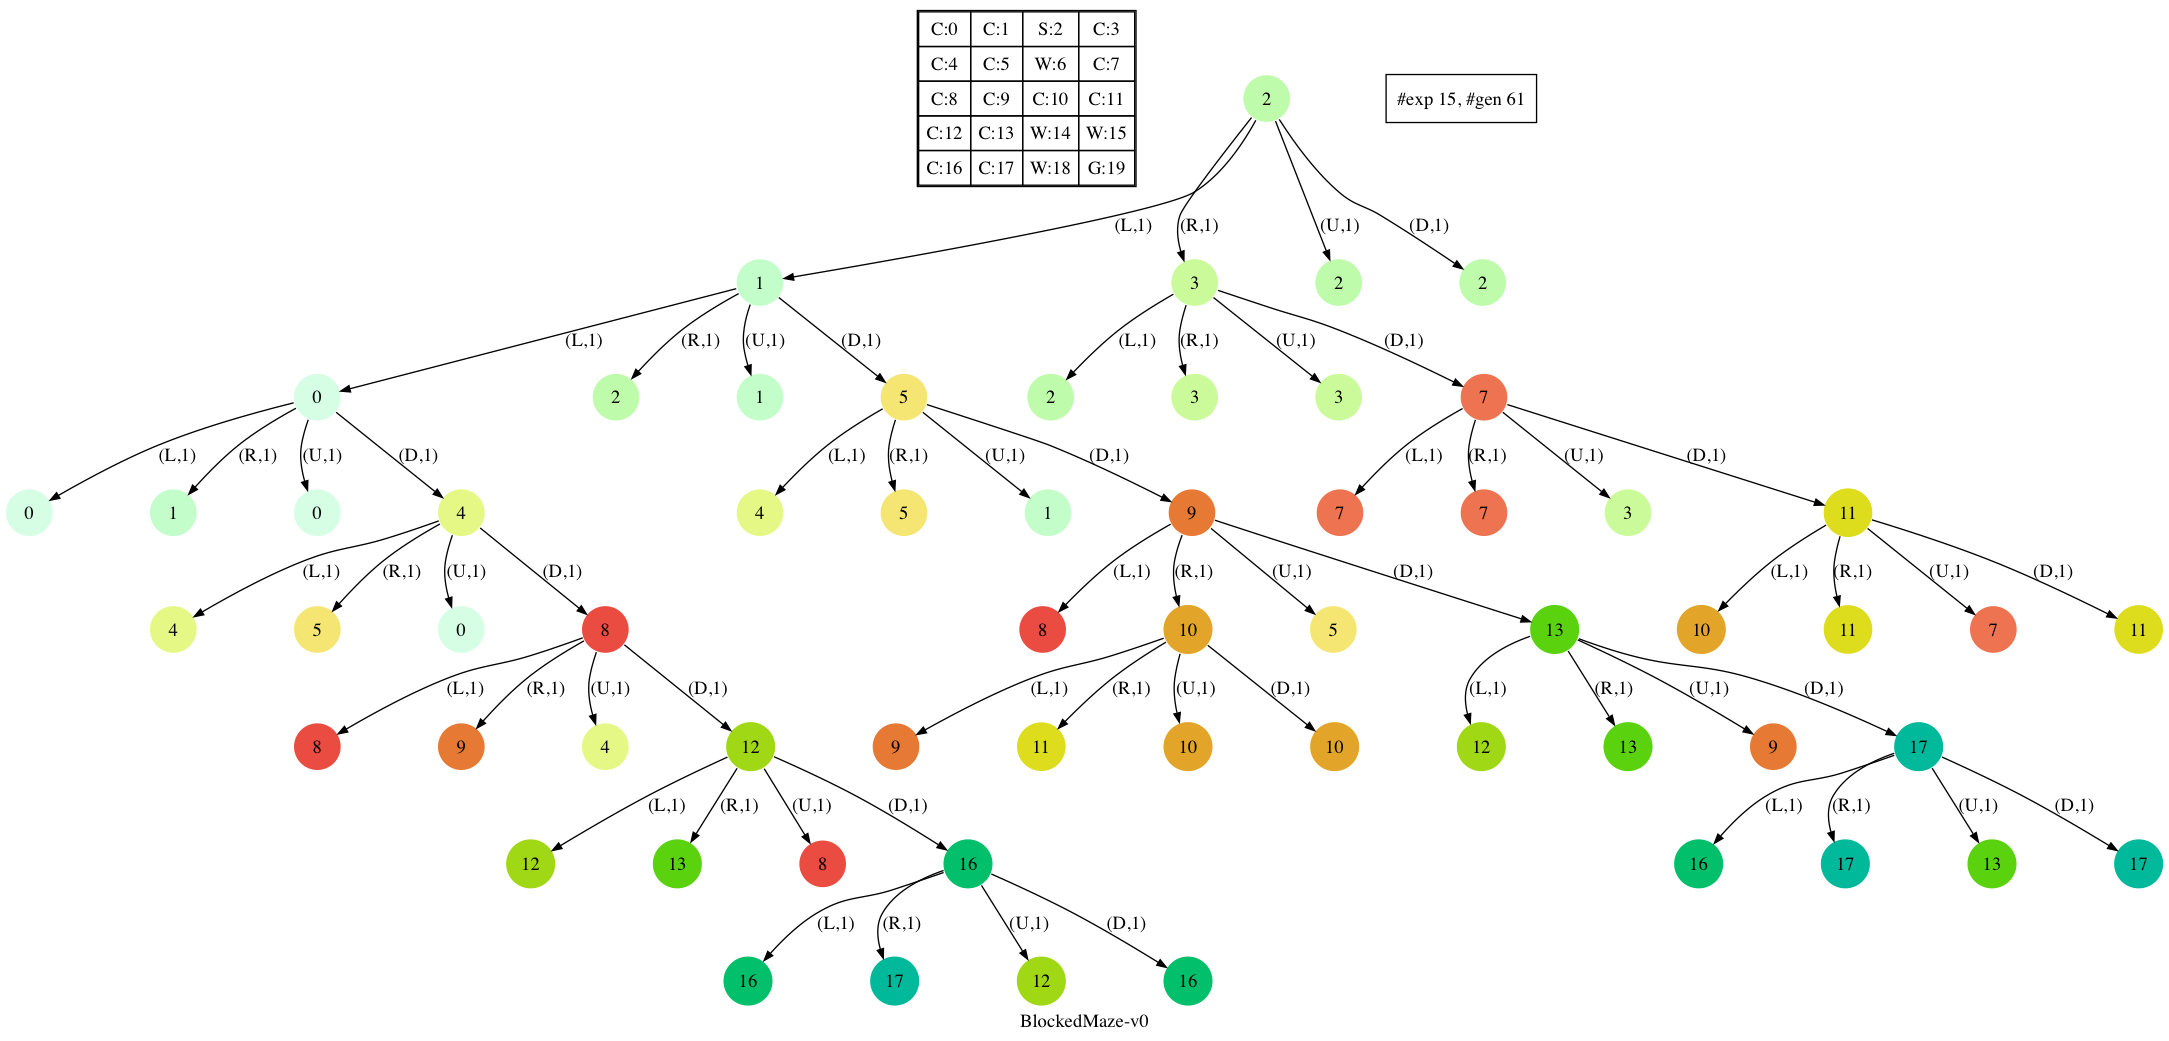 C:0 C:1 S:2 C:3
C:4 C:5 W:6 C:7
C:8 C:9 C:10 C:11
C:12 C:13 W:14 W:15
C:16 C:17 W:18 G:19
2
#exp 15, #gen 61
(L,1) (R,1) (U,1) (D,1)
1 3 2 2
(L,1) (R,1) (U,1) (D,1) (L,1) (R,1) (U,1) (D,1)
0 2 1 5 2 3 3 7
(L,1) (R,1) (U,1) (D,1) (L,1) (R,1) (U,1) (D,1) (L,1) (R,1) (U,1) (D,1)
0 1 0 4 4 5 1 9 7 7 3 11
(L,1) (R,1) (U,1) (D,1) (L,1) (R,1) (U,1) (D,1) (L,1) (R,1) (U,1) (D,1)
4 5 0 8 8 10 5 13 10 11 7 11
(L,1) (R,1) (U,1) (D,1) (L,1) (R,1) (U,1) (D,1) (L,1) (R,1) (U,1) (D,1)
8 9 4 12 9 11 10 10 12 13 9 17
(L,1) (R,1) (U,1) (D,1) (L,1) (R,1) (U,1) (D,1)
12 13 8 16 16 17 13 17
(L,1) (R,1) (U,1) (D,1)
16 17 12 16
BlockedMaze-v0